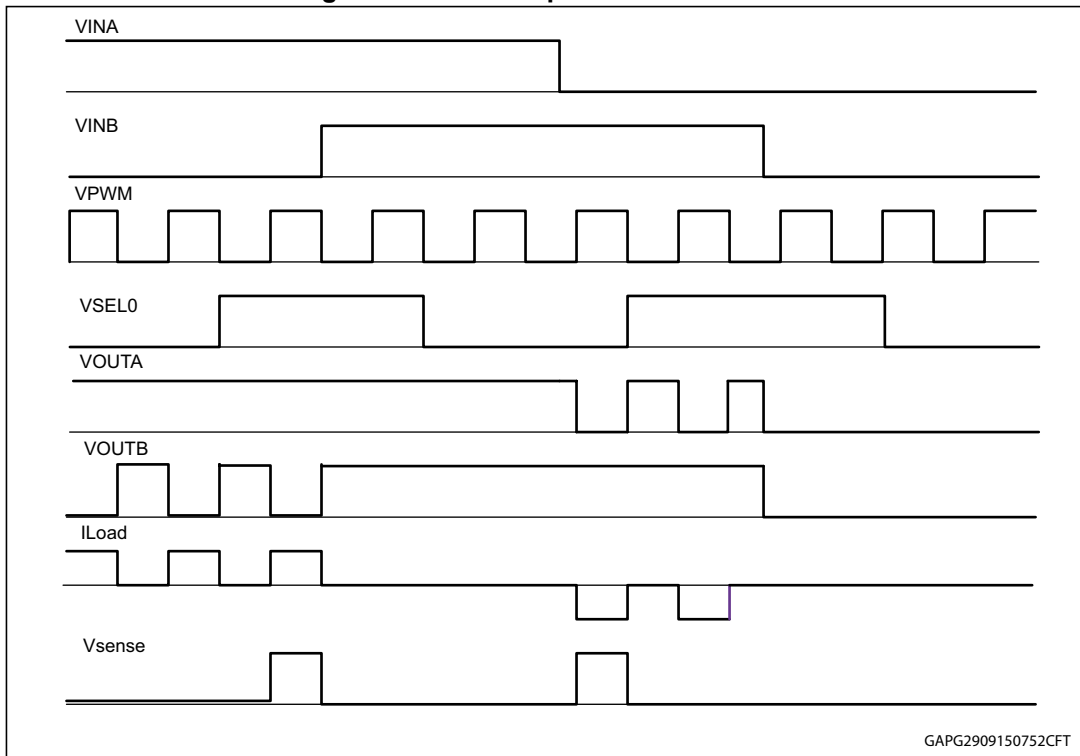 VINA
VINB
VPWM
VSEL0
VOUTA
VOUTB
ILoad
Vsense
GAPG2909150752CFT